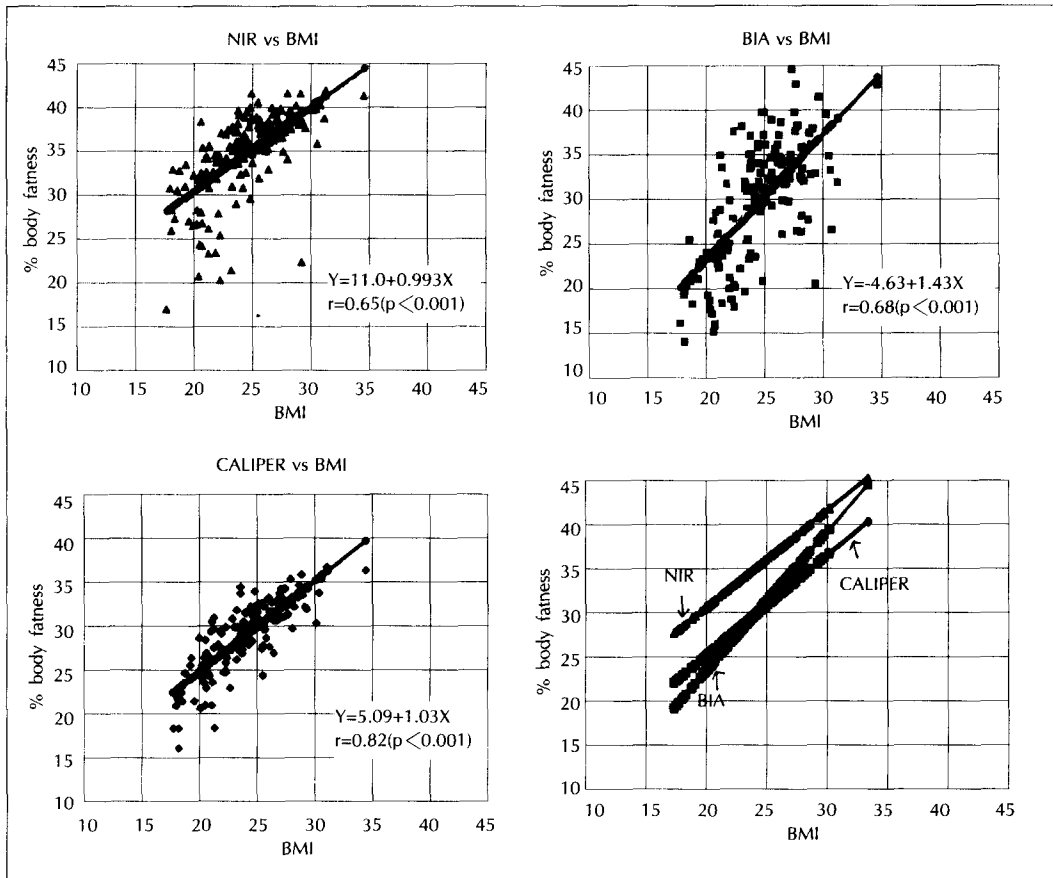 NIR vs BMI
45
40
35
30
25
20
15
10
% body fatness
Y=11.0+0.993X
r=0.65(p<0.001)
10 15 20 25 30 35 40 45
BMI
BIA vs BMI
45
40
35
30
25
20
15
10
% body fatness
Y=-4.63+1.43X
r=0.68(p<0.001)
10 15 20 25 30 35 40 45
BMI
CALIPER vs BMI
45
40
35
30
25
20
15
10
% body fatness
Y=5.09+1.03X
r=0.82(p<0.001)
10 15 20 25 30 35 40 45
BMI
45
40
35
30
25
20
15
10
% body fatness
NIR
CALIPER
BIA
10 15 20 25 30 35 40 45
BMI